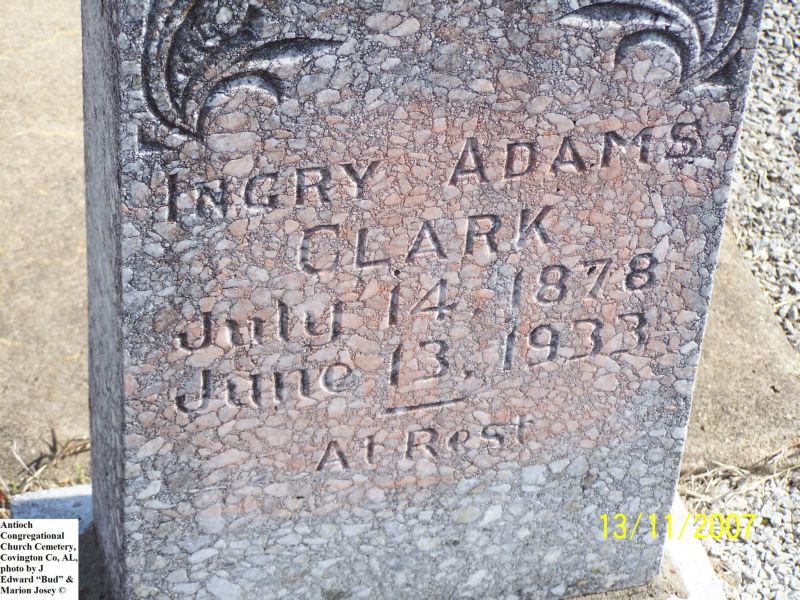 INGRY ADAMS
CLARK
July 14, 1878
June 13, 1933
At Rest
13/11/2007
Antioch
Congregational
Church Cemetery,
Covington Co, AL,
photo by J
Edward “Bud” &
Marion Josey ©